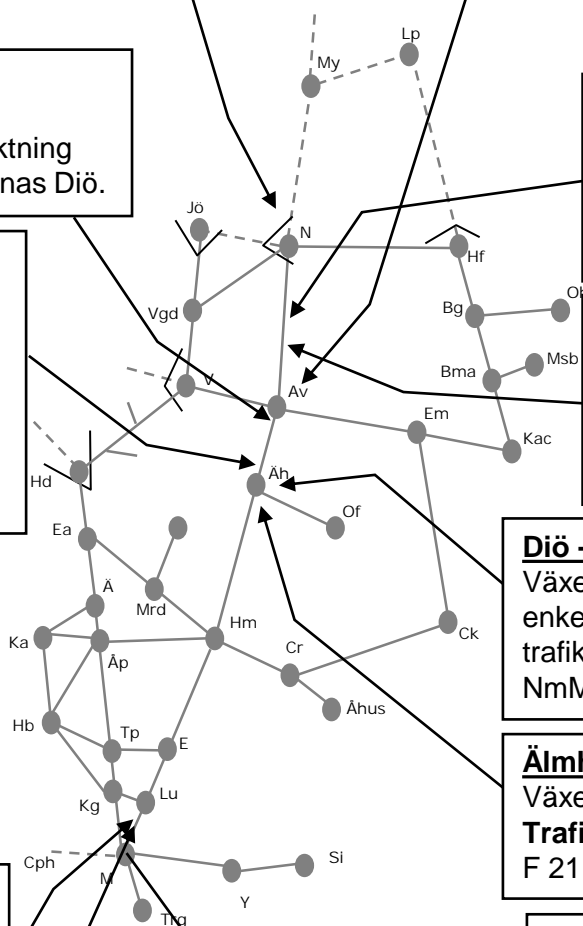 Lp
My
ktning
nas Diö.
Jö
N
Hf
Vgd
Bg
V
Av
Bma
Msb
Em
Kac
Hd
Äh
Of
Ea
Diö -
Växe
enke
trafik
NmM
Ä
Mrd
Hm
Ck
Ka
Åp
Cr
Åhus
Hb
Tp
E
Älmh
Växe
Trafi
F 21
Kg
Lu
Cph
M
Si
Y
Trg